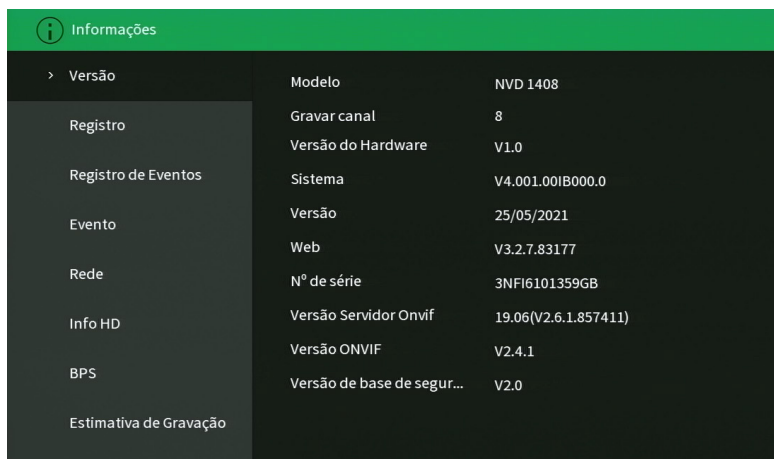 Informações
> Versão
Registro
Registro de Eventos
Evento
Rede
Info HD
BPS
Estimativa de Gravação
Modelo NVD 1408
Gravar canal 8
Versão do Hardware V1.0
Sistema V4.001.00IB000.0
Versão 25/05/2021
Web V3.2.7.83177
Nº de série 3NFI6101359GB
Versão Servidor Onvif 19.06(V2.6.1.857411)
Versão ONVIF V2.4.1
Versão de base de segur... V2.0